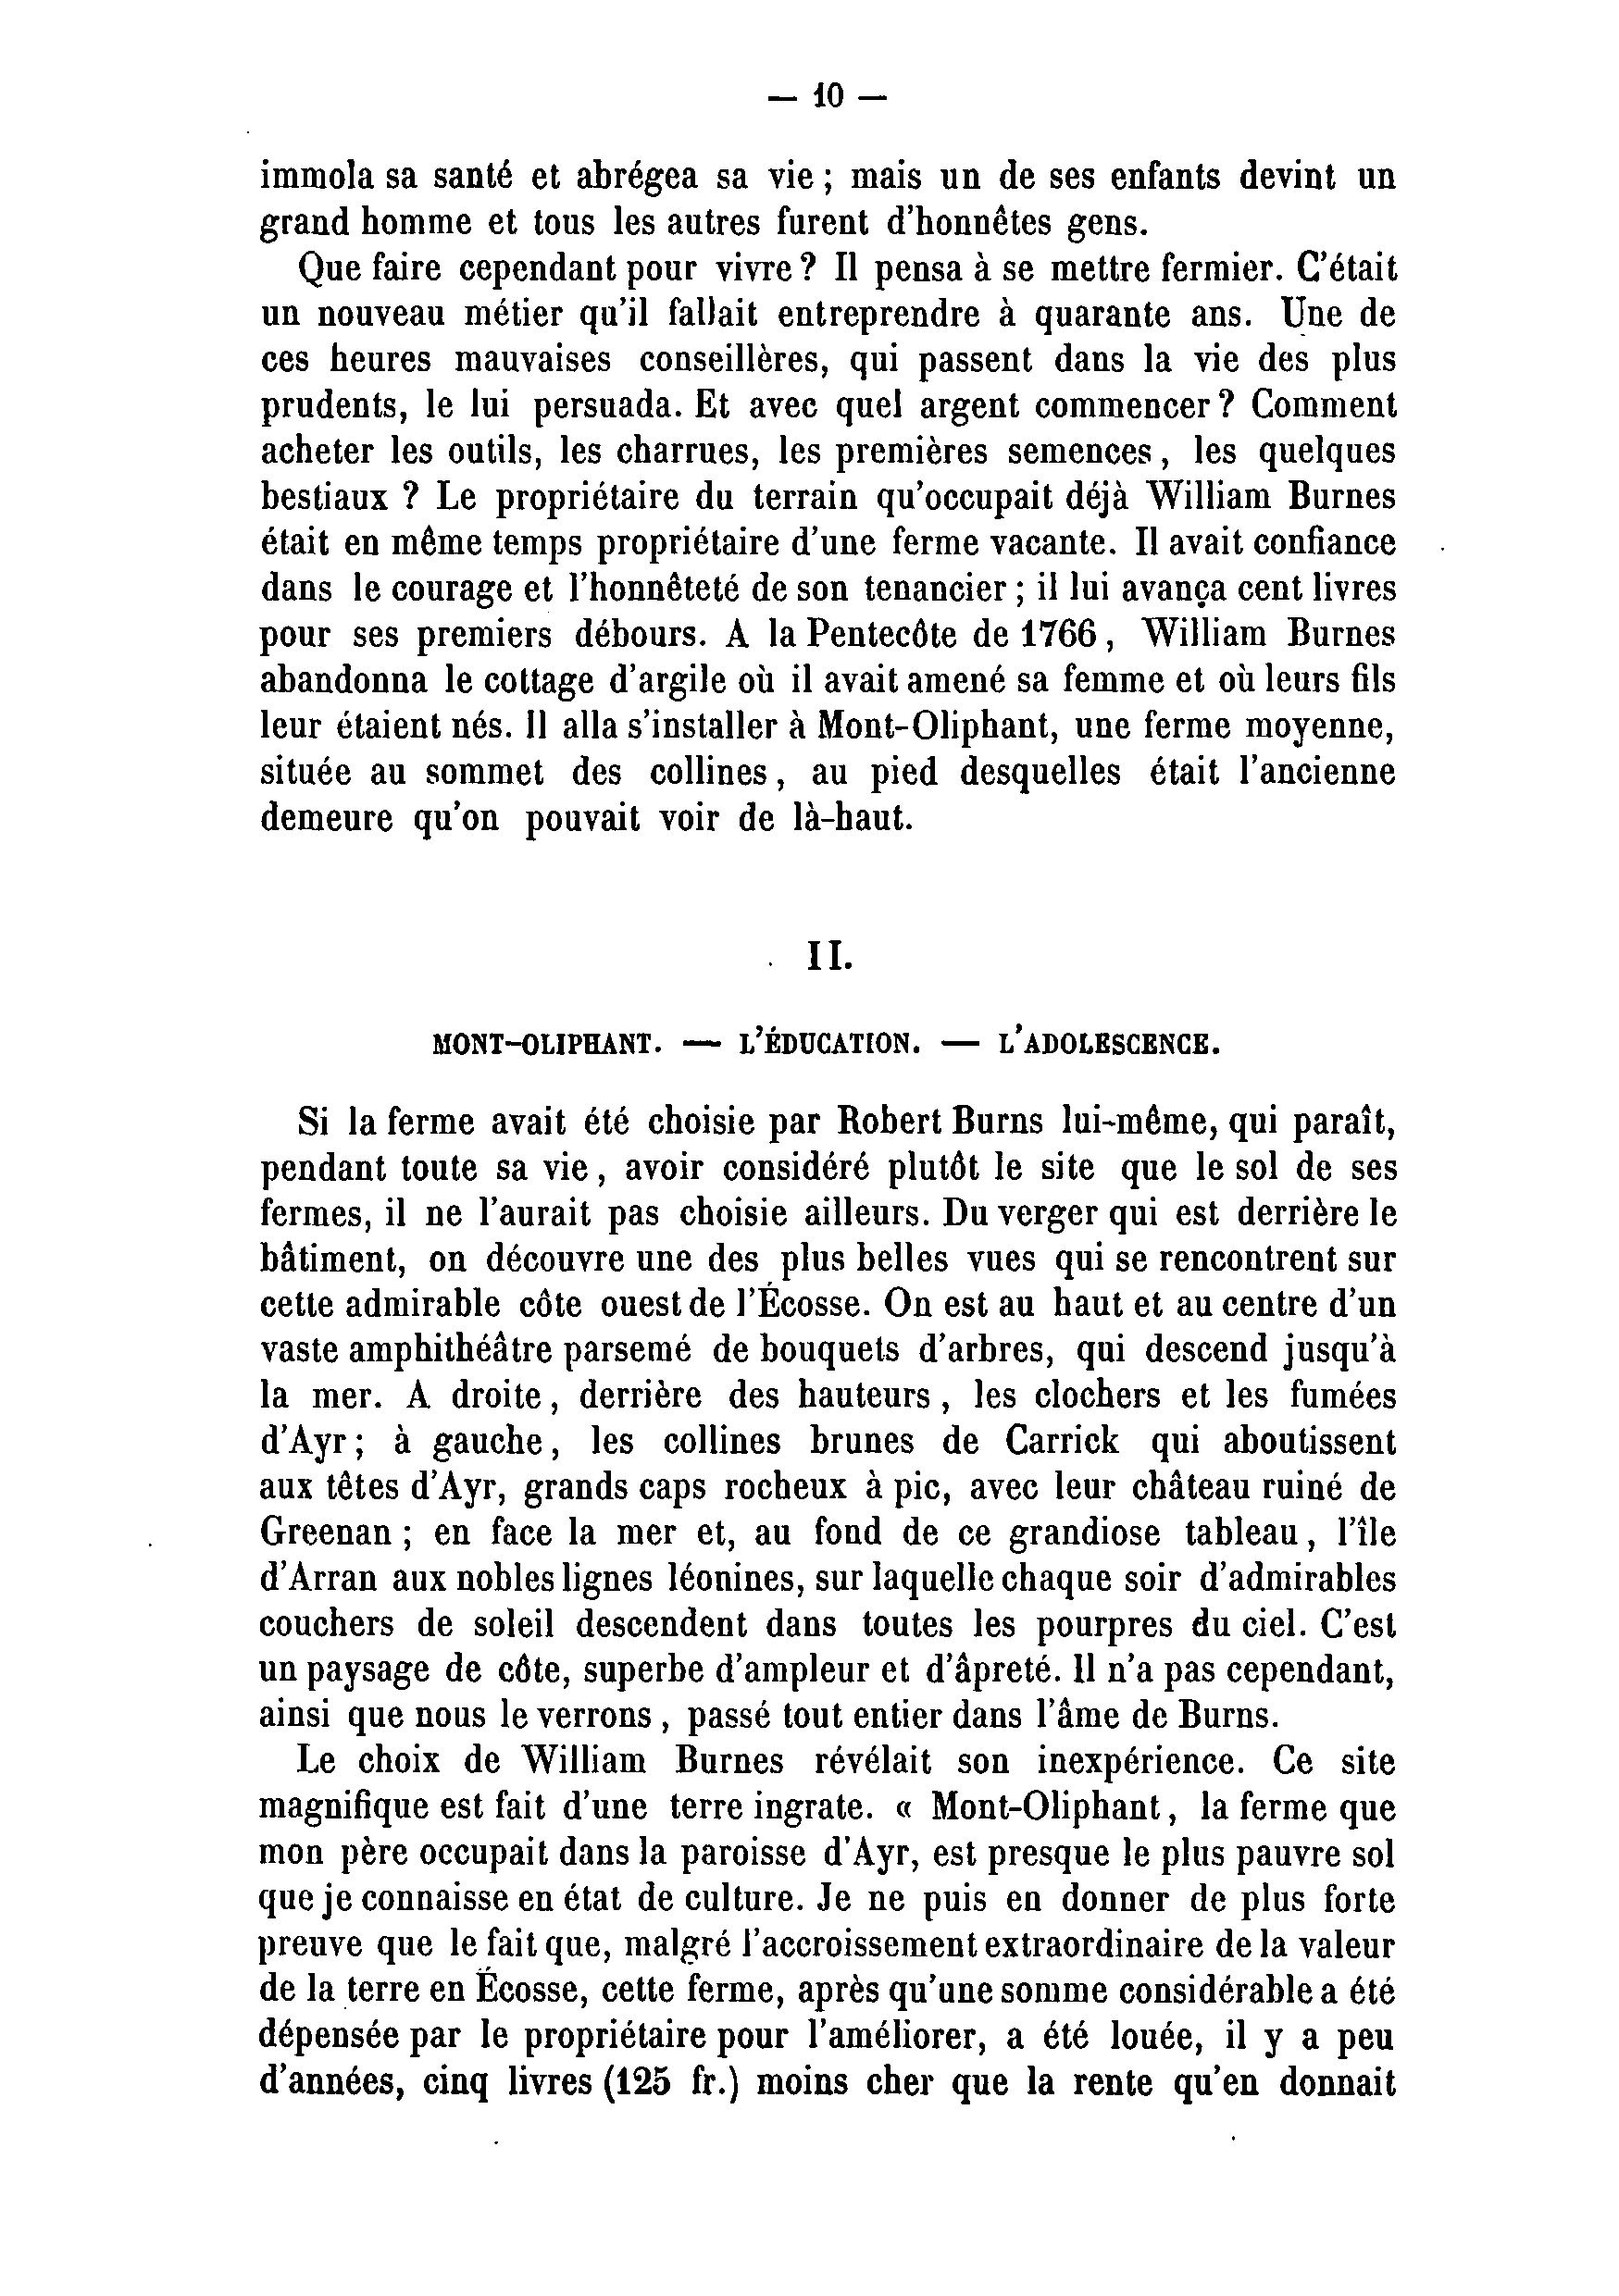 — 10 —
immola sa santé et abrégea sa vie ; mais un de ses enfants devint un
grand homme et tous les autres furent d'honnêtes gens.
Que faire cependant pour vivre ? Il pensa à se mettre fermier. C'était
un nouveau métier qu'il fallait entreprendre à quarante ans. Une de
ces heures mauvaises conseillères, qui passent dans la vie des plus
prudents, le lui persuada. Et avec quel argent commencer ? Comment
acheter les outils, les charrues, les premières semences, les quelques
bestiaux ? Le propriétaire du terrain qu'occupait déjà William Burnes
était en même temps propriétaire d'une ferme vacante. Il avait confiance
dans le courage et l'honnêteté de son tenancier ; il lui avança cent livres
pour ses premiers débours. A la Pentecôte de 1766, William Burnes
abandonna le cottage d'argile où il avait amené sa femme et où leurs fils
leur étaient nés. Il alla s'installer à Mont-Oliphant, une ferme moyenne,
située au sommet des collines, au pied desquelles était l'ancienne
demeure qu'on pouvait voir de là-haut.
II.
MONT-OLIPHANT. — L'ÉDUCATION. — L'ADOLESCENCE.
Si la ferme avait été choisie par Robert Burns lui-même, qui paraît,
pendant toute sa vie, avoir considéré plutôt le site que le sol de ses
fermes, il ne l'aurait pas choisie ailleurs. Du verger qui est derrière le
bâtiment, on découvre une des plus belles vues qui se rencontrent sur
cette admirable côte ouest de l'Écosse. On est au haut et au centre d'un
vaste amphithéâtre parsemé de bouquets d'arbres, qui descend jusqu'à
la mer. A droite, derrière des hauteurs, les clochers et les fumées
d'Ayr ; à gauche, les collines brunes de Carrick qui aboutissent
aux têtes d'Ayr, grands caps rocheux à pic, avec leur château ruiné de
Greenan ; en face la mer et, au fond de ce grandiose tableau, l'île
d'Arran aux nobles lignes léonines, sur laquelle chaque soir d'admirables
couchers de soleil descendent dans toutes les pourpres du ciel. C'est
un paysage de côte, superbe d'ampleur et d'âpreté. Il n'a pas cependant,
ainsi que nous le verrons, passé tout entier dans l'âme de Burns.
Le choix de William Burnes révélait son inexpérience. Ce site
magnifique est fait d'une terre ingrate. « Mont-Oliphant, la ferme que
mon père occupait dans la paroisse d'Ayr, est presque le plus pauvre sol
que je connaisse en état de culture. Je ne puis en donner de plus forte
preuve que le fait que, malgré l'accroissement extraordinaire de la valeur
de la terre en Écosse, cette ferme, après qu'une somme considérable a été
dépensée par le propriétaire pour l'améliorer, a été louée, il y a peu
d'années, cinq livres (125 fr.) moins cher que la rente qu'en donnait